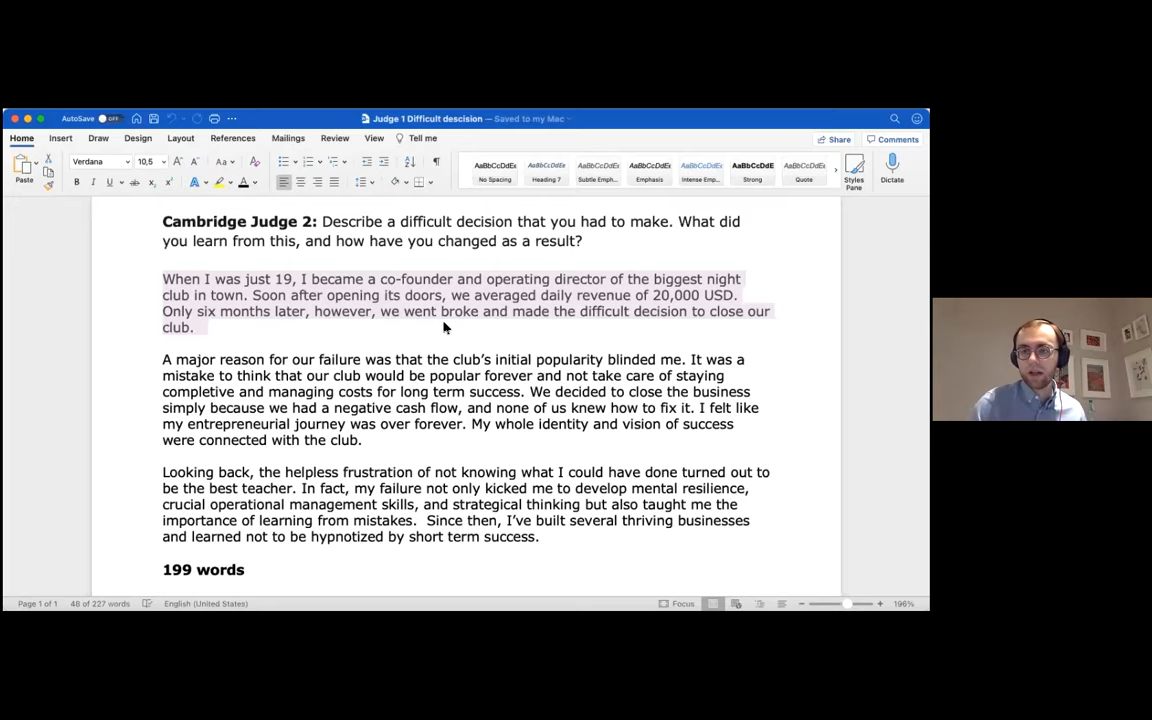 AutoSave OFF
Judge 1 Difficult descision — Saved to my Mac
Home Insert Draw Design Layout References Mailings Review View Tell me
Share Comments
Paste
Verdana 10,5
AaBbCcDdEx AaBbCcDdEx AaBbCcDdEx AaBbCcDdEx AaBbCcDdEx AaBbCcDdE AaBbCcDdEx
No Spacing Heading 7 Subtle Emph... Emphasis Intense Emp... Strong Quote
Styles Pane
Dictate
Cambridge Judge 2: Describe a difficult decision that you had to make. What did
you learn from this, and how have you changed as a result?
When I was just 19, I became a co-founder and operating director of the biggest night
club in town. Soon after opening its doors, we averaged daily revenue of 20,000 USD.
Only six months later, however, we went broke and made the difficult decision to close our
club.
A major reason for our failure was that the club's initial popularity blinded me. It was a
mistake to think that our club would be popular forever and not take care of staying
completive and managing costs for long term success. We decided to close the business
simply because we had a negative cash flow, and none of us knew how to fix it. I felt like
my entrepreneurial journey was over forever. My whole identity and vision of success
were connected with the club.
Looking back, the helpless frustration of not knowing what I could have done turned out to
be the best teacher. In fact, my failure not only kicked me to develop mental resilience,
crucial operational management skills, and strategical thinking but also taught me the
importance of learning from mistakes.  Since then, I've built several thriving businesses
and learned not to be hypnotized by short term success.
199 words
Page 1 of 1 48 of 227 words English (United States) Focus 196%